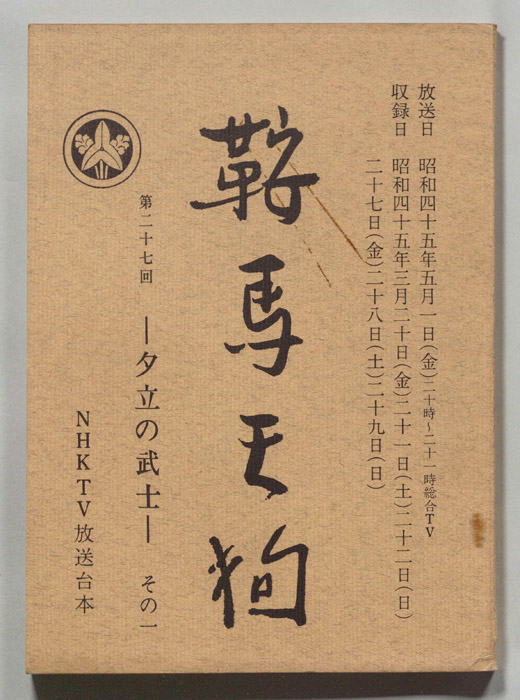 放送日 昭和四十五年五月一日(金)二十時~二十一時総合TV
収録日 昭和四十五年三月二十日(金)二十一日(土)二十二日(日)
二十七日(金)二十八日(土)二十九日(日)
鞍馬天狗
第二十七回 ―夕立の武士― その一
NHKTV放送台本